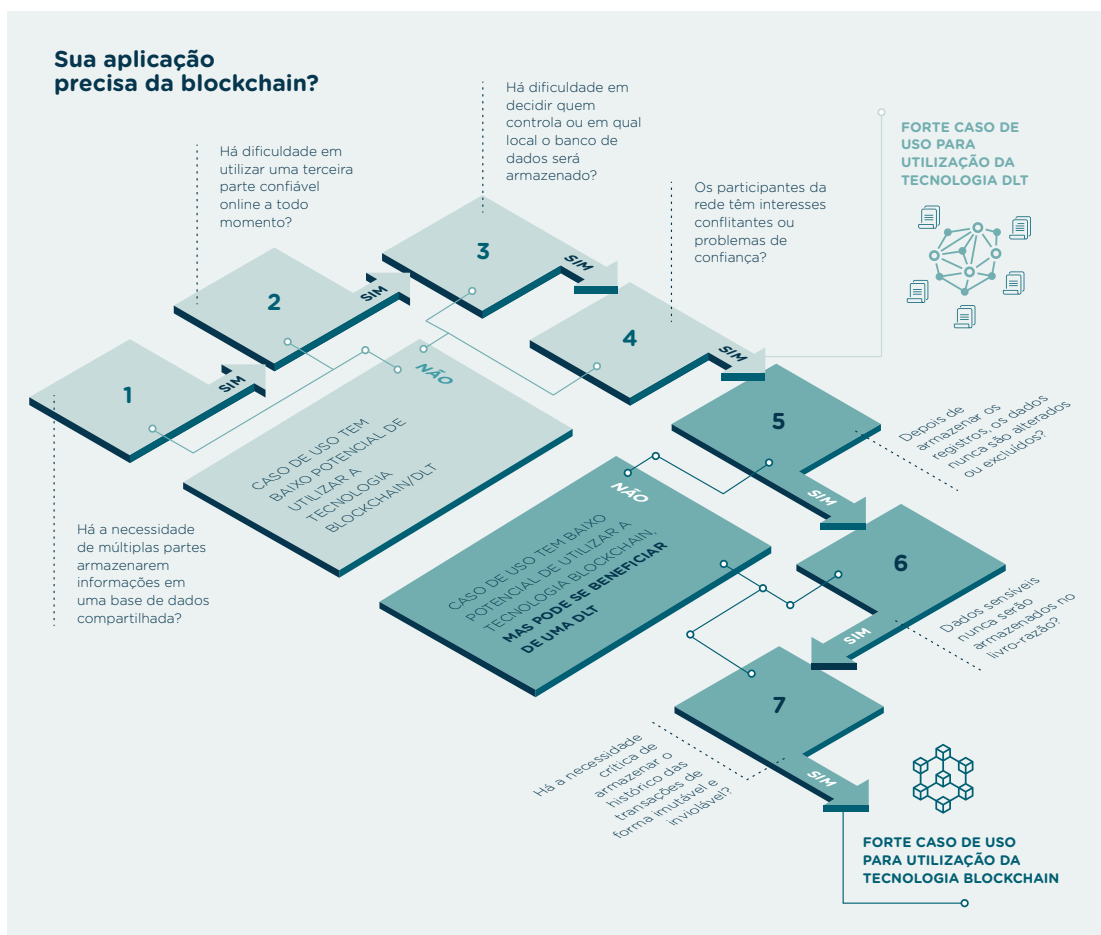 Sua aplicação
precisa da blockchain?
1
SIM
Há a necessidade
de múltiplas partes
armazenarem
informações em
uma base de dados
compartilhada?
2
SIM
Há dificuldade em
utilizar uma terceira
parte confiável
online a todo
momento?
3
SIM
Há dificuldade em
decidir quem
controla ou em qual
local o banco de
dados será
armazenado?
4
SIM
Os participantes da
rede têm interesses
conflitantes ou
problemas de
confiança?
FORTE CASO DE
USO PARA
UTILIZAÇÃO DA
TECNOLOGIA DLT
NÃO
CASO DE USO TEM
BAIXO POTENCIAL DE
UTILIZAR A
TECNOLOGIA
BLOCKCHAIN/DLT
5
SIM
Depois de
armazenar os
registros, os dados
nunca são alterados
ou excluídos?
6
SIM
Dados sensíveis
nunca serão
armazenados no
livro-razão?
NÃO
CASO DE USO TEM BAIXO
POTENCIAL DE UTILIZAR A
TECNOLOGIA BLOCKCHAIN,
MAS PODE SE BENEFICIAR
DE UMA DLT
7
SIM
Há a necessidade
crítica de
armazenar o
histórico das
transações de
forma imutável e
inviolável?
FORTE CASO DE USO
PARA UTILIZAÇÃO DA
TECNOLOGIA BLOCKCHAIN